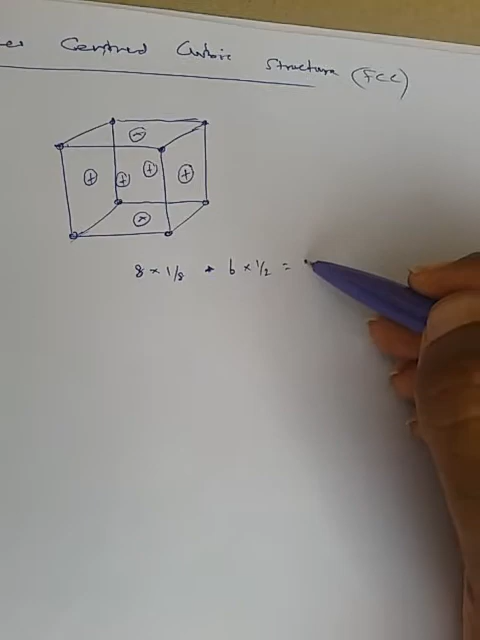 Centred Cubic Structure (FCC)
8 × 1/8 + 6 × 1/2 =